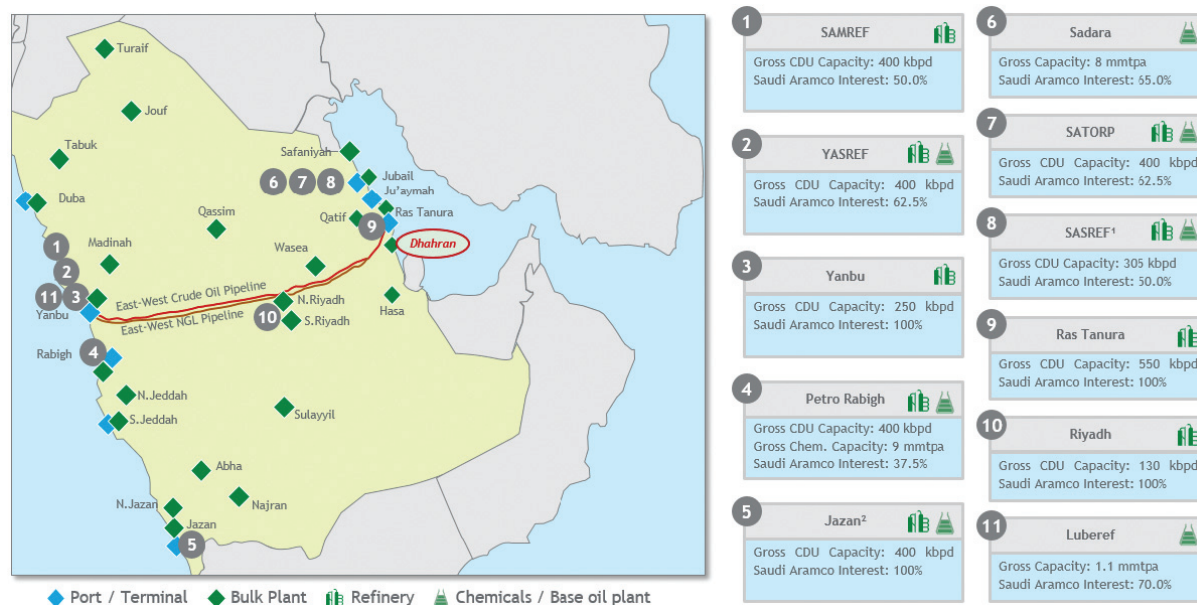 Turaif
Jouf
Tabuk
Safaniyah
6 7 8
Jubail
Ju'aymah
Duba
Qassim
Qatif
9
Ras Tanura
1
Madinah
Wasea
Dhahran
2
11 3
Yanbu
East-West Crude Oil Pipeline
East-West NGL Pipeline
N.Riyadh
10
S.Riyadh
Hasa
Rabigh
4
N.Jeddah
S.Jeddah
Sulayyil
Abha
N.Jazan
Najran
Jazan
5
Port / Terminal Bulk Plant Refinery Chemicals / Base oil plant
1
SAMREF
Gross CDU Capacity: 400 kbpd
Saudi Aramco Interest: 50.0%
2
YASREF
Gross CDU Capacity: 400 kbpd
Saudi Aramco Interest: 62.5%
3
Yanbu
Gross CDU Capacity: 250 kbpd
Saudi Aramco Interest: 100%
4
Petro Rabigh
Gross CDU Capacity: 400 kbpd
Gross Chem. Capacity: 9 mmtpa
Saudi Aramco Interest: 37.5%
5
Jazan²
Gross CDU Capacity: 400 kbpd
Saudi Aramco Interest: 100%
6
Sadara
Gross Capacity: 8 mmtpa
Saudi Aramco Interest: 65.0%
7
SATORP
Gross CDU Capacity: 400 kbpd
Saudi Aramco Interest: 62.5%
8
SASREF¹
Gross CDU Capacity: 305 kbpd
Saudi Aramco Interest: 50.0%
9
Ras Tanura
Gross CDU Capacity: 550 kbpd
Saudi Aramco Interest: 100%
10
Riyadh
Gross CDU Capacity: 130 kbpd
Saudi Aramco Interest: 100%
11
Luberef
Gross Capacity: 1.1 mmtpa
Saudi Aramco Interest: 70.0%